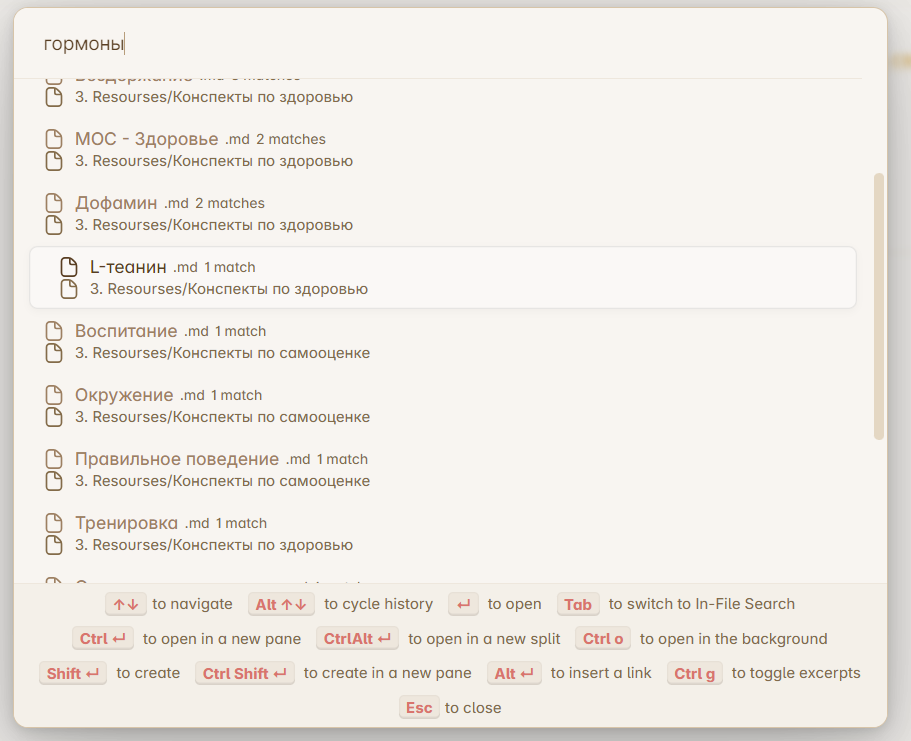 гормоны
3. Resourses/Конспекты по здоровью
МОС - Здоровье .md 2 matches
3. Resourses/Конспекты по здоровью
Дофамин .md 2 matches
3. Resourses/Конспекты по здоровью
L-теанин .md 1 match
3. Resourses/Конспекты по здоровью
Воспитание .md 1 match
3. Resourses/Конспекты по самооценке
Окружение .md 1 match
3. Resourses/Конспекты по самооценке
Правильное поведение .md 1 match
3. Resourses/Конспекты по самооценке
Тренировка .md 1 match
3. Resourses/Конспекты по здоровью
↑↓ to navigate Alt ↑↓ to cycle history ↵ to open Tab to switch to In-File Search
Ctrl ↵ to open in a new pane CtrlAlt ↵ to open in a new split Ctrl o to open in the background
Shift ↵ to create Ctrl Shift ↵ to create in a new pane Alt ↵ to insert a link Ctrl g to toggle excerpts
Esc to close